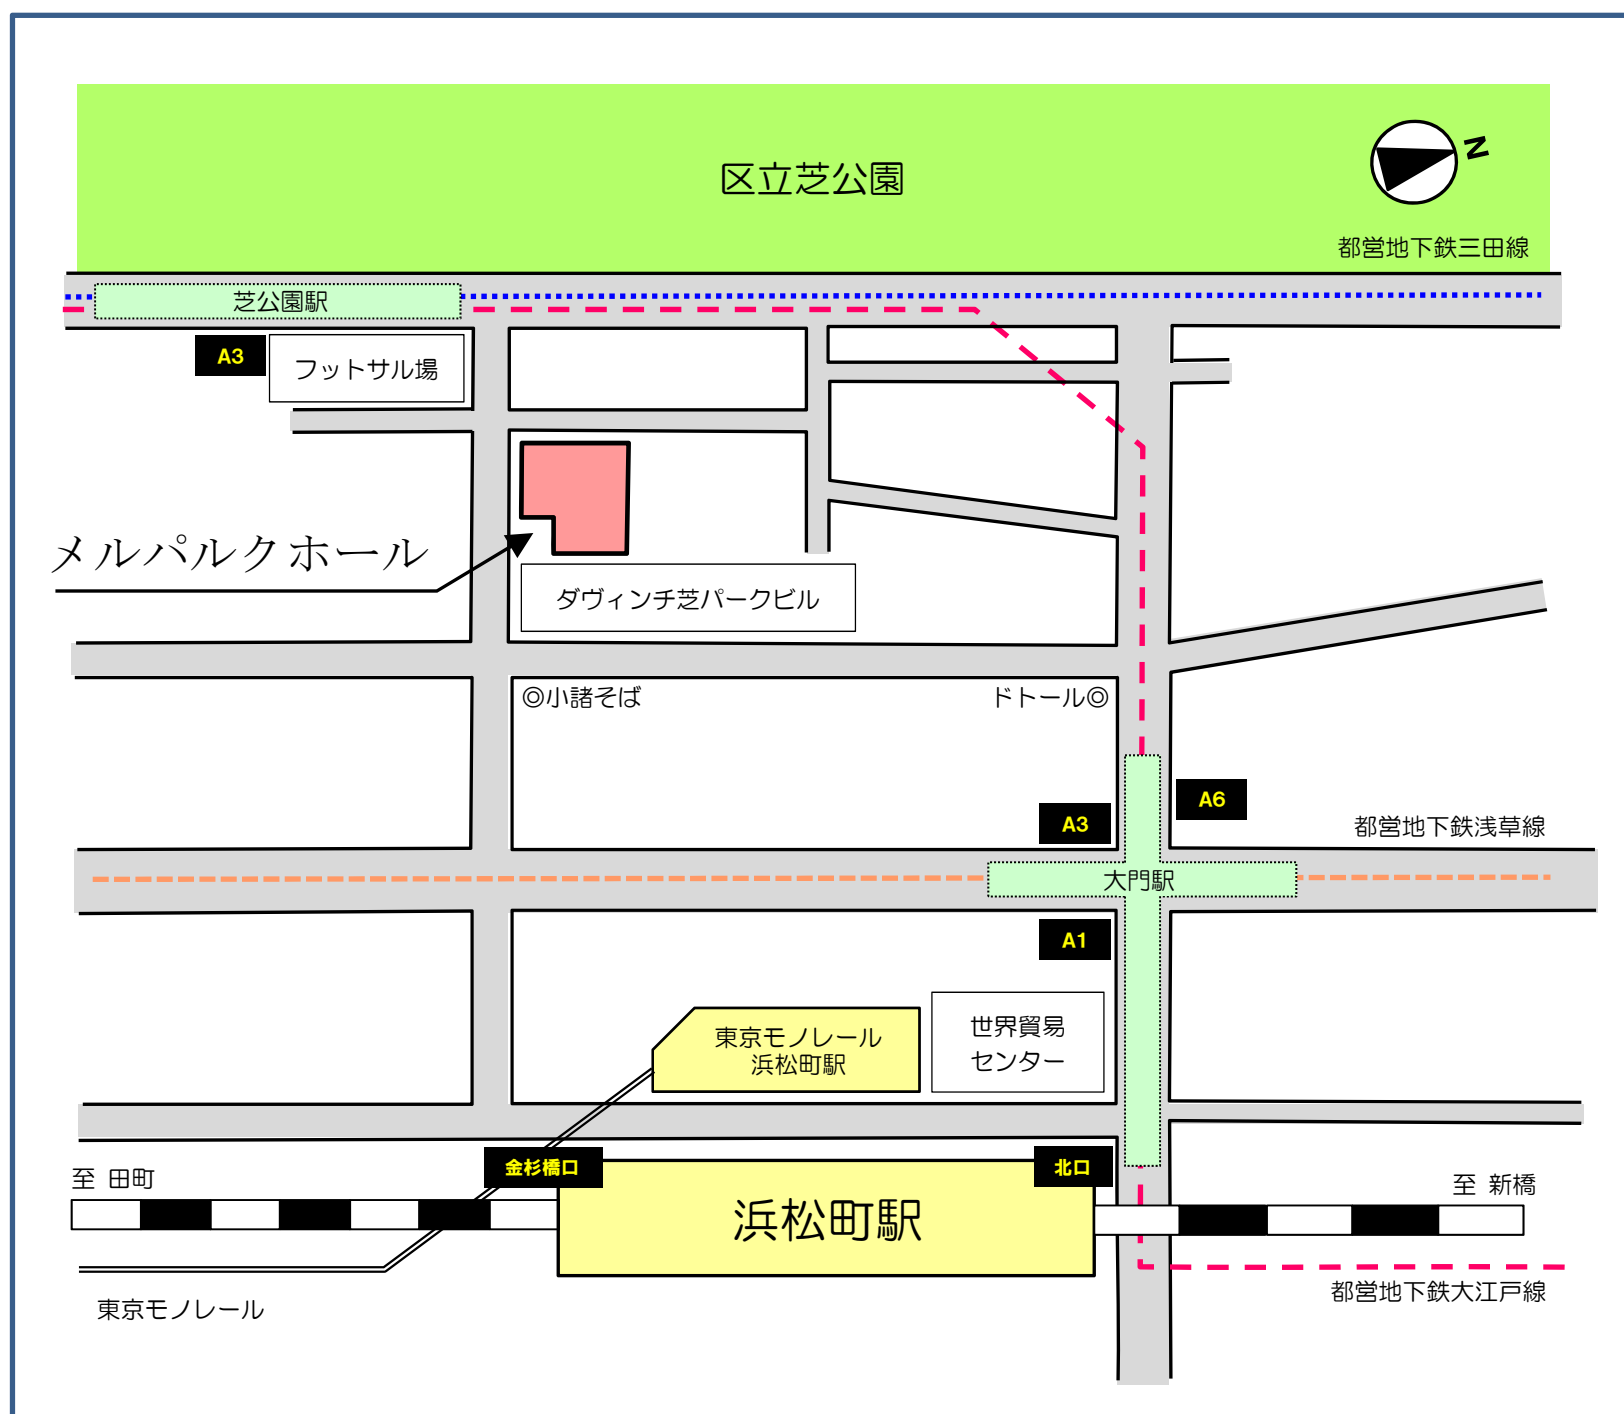 区立芝公園
N
都営地下鉄三田線
芝公園駅
A3
フットサル場
メルパルクホール
ダヴィンチ芝パークビル
◎小諸そば
ドトール◎
A6
A3
都営地下鉄浅草線
大門駅
A1
世界貿易
センター
東京モノレール
浜松町駅
金杉橋口
北口
至 田町
至 新橋
浜松町駅
都営地下鉄大江戸線
東京モノレール